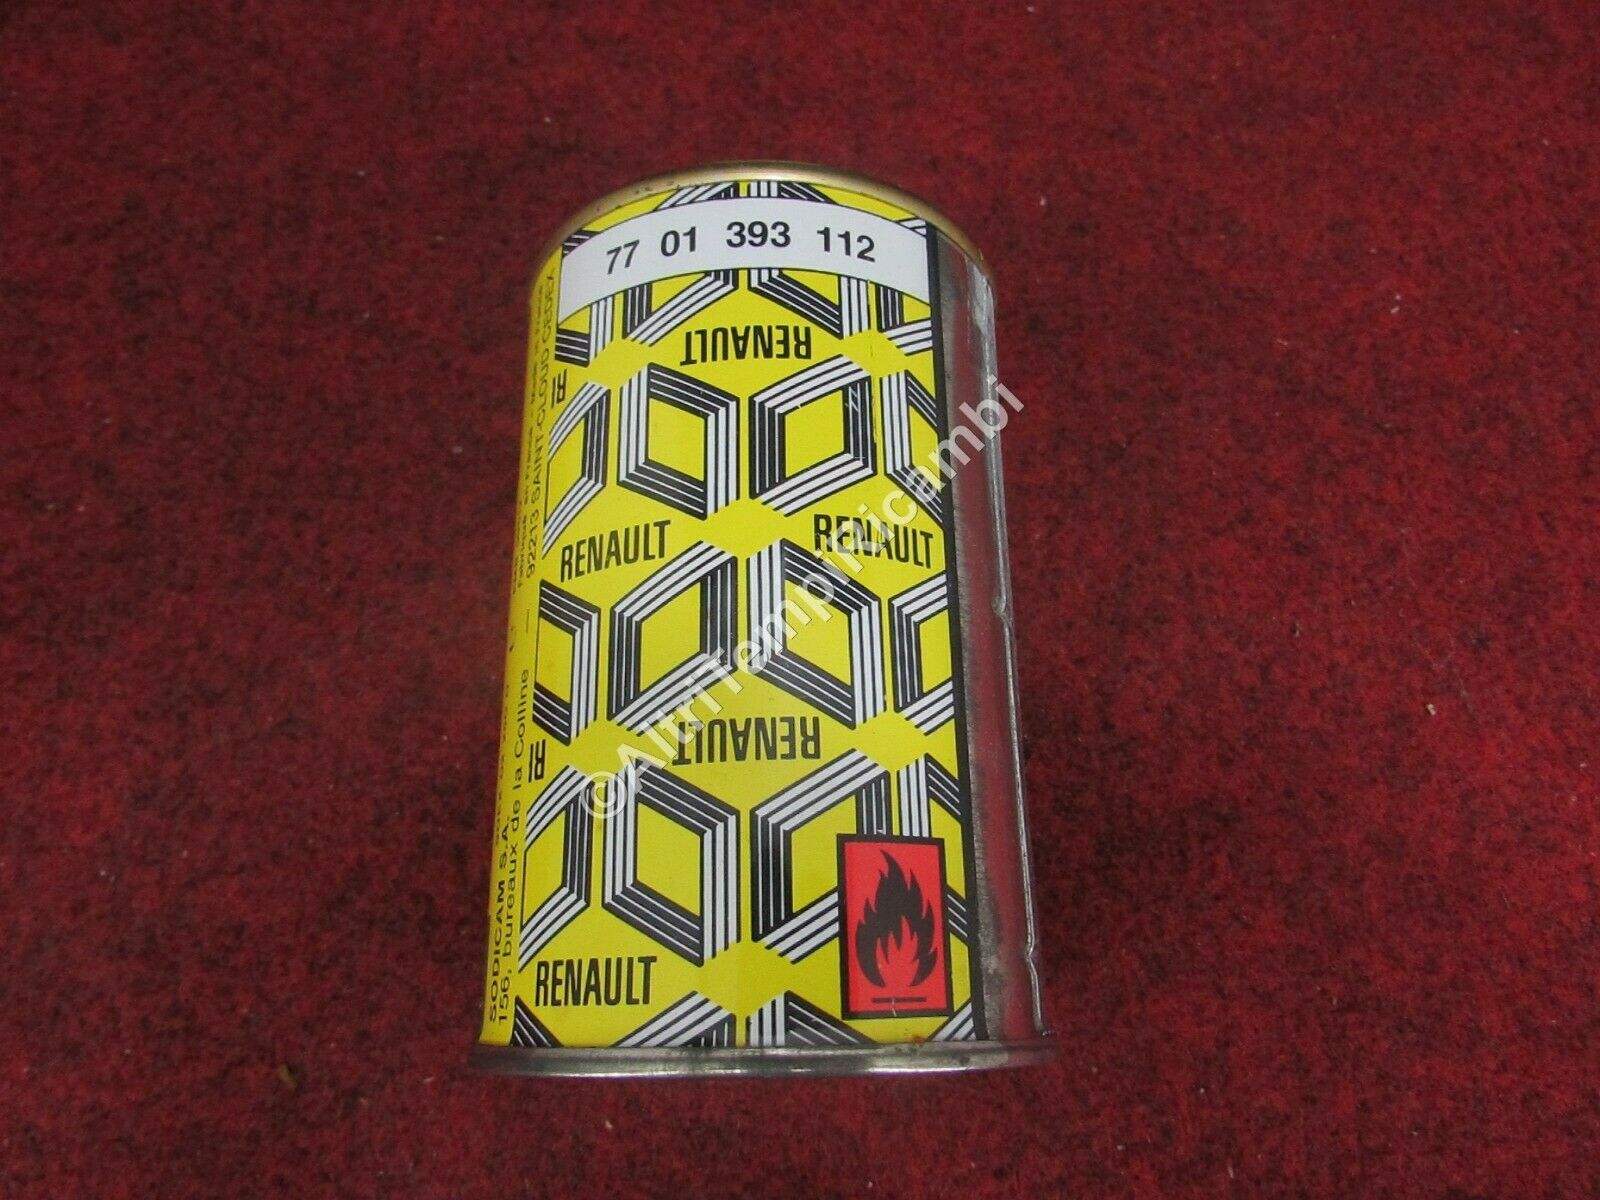 77 01 393 112
RENAULT
RENAULT
RENAULT
RENAULT
RENAULT
SODICAM S.A.
156, bureaux de la Colline — 92213 SAINT-CLOUD CEDEX
©AltriTempiRicambi